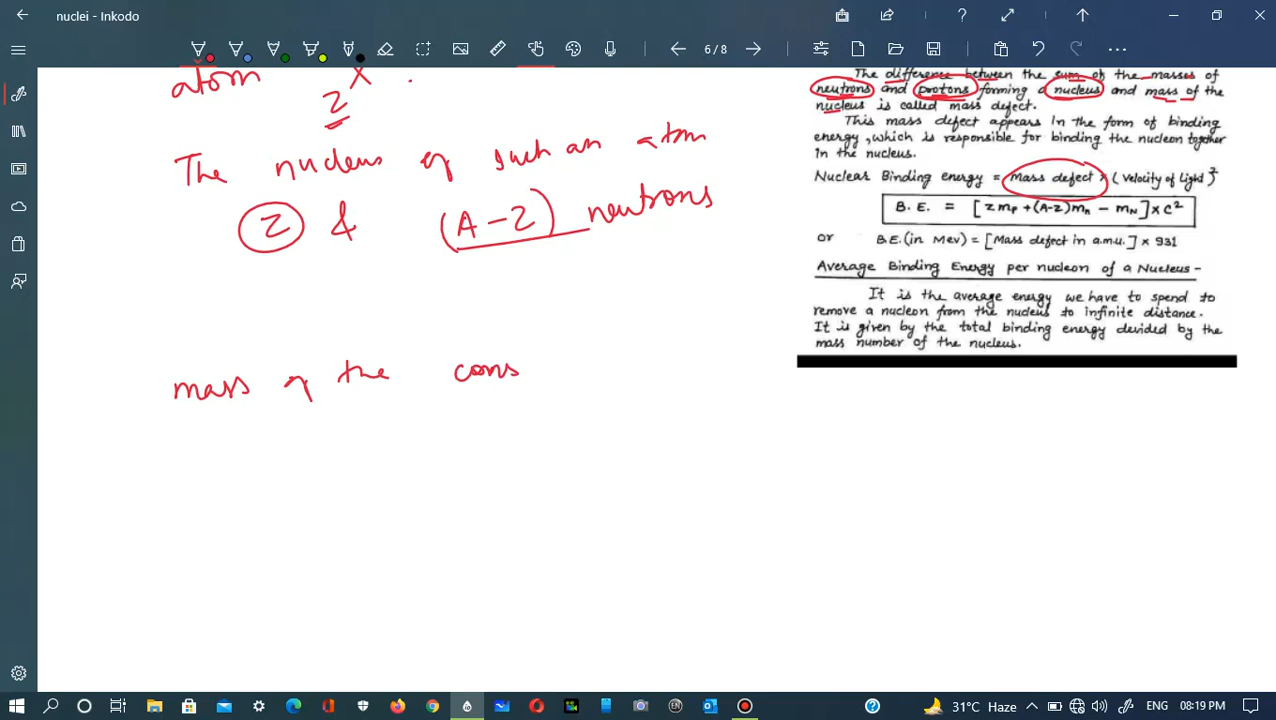 nuclei - Inkodo
6 / 8
atom zX.
The nucleus of such an atom
Z & (A-Z) neutrons
mass of the cons
The difference between the sum of the masses of
neutrons and protons forming a nucleus and mass of the
nucleus is called mass defect.
This mass defect appears in the form of binding
energy, which is responsible for binding the nucleon together
in the nucleus.
Nuclear Binding energy = mass defect × (Velocity of Light)²
B. E. = [Zmp + (A-Z)mn - mN] × C²
or B.E.(in Mev) = [Mass defect in a.m.u.] × 931
Average Binding Energy per nucleon of a Nucleus-
It is the average energy we have to spend to
remove a nucleon from the nucleus to infinite distance.
It is given by the total binding energy devided by the
mass number of the nucleus.
31°C Haze
ENG
08:19 PM